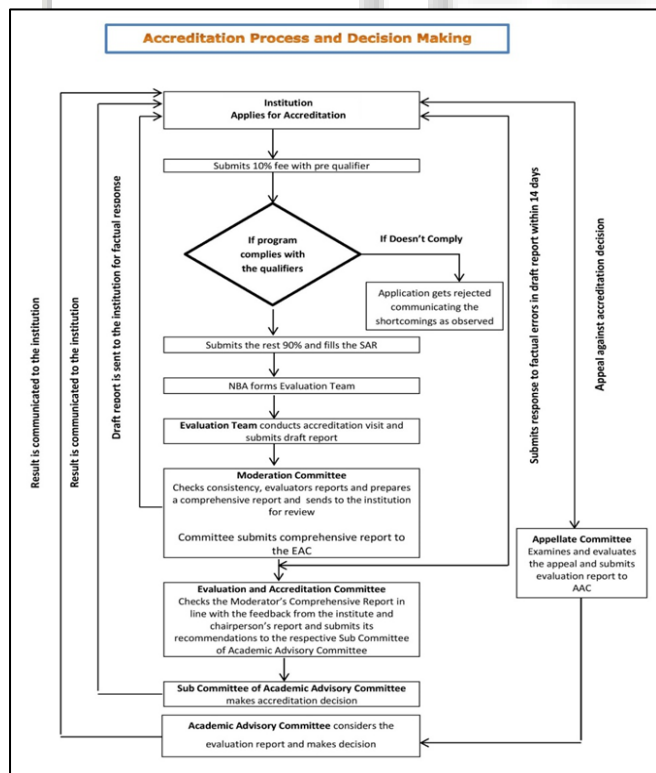 Accreditation Process and Decision Making
Institution
Applies for Accreditation
Submits 10% fee with pre qualifier
If program
complies with
the qualifiers
If Doesn't Comply
Application gets rejected
communicating the
shortcomings as observed
Submits the rest 90% and fills the SAR
NBA forms Evaluation Team
Evaluation Team conducts accreditation visit and
submits draft report
Moderation Committee
Checks consistency, evaluators reports and prepares
a comprehensive report and sends to the institution
for review
Committee submits comprehensive report to
the EAC
Evaluation and Accreditation Committee
Checks the Moderator's Comprehensive Report in
line with the feedback from the institute and
chairperson's report and submits its
recommendations to the respective Sub Committee
of Academic Advisory Committee
Sub Committee of Academic Advisory Committee
makes accreditation decision
Academic Advisory Committee considers the
evaluation report and makes decision
Appellate Committee
Examines and evaluates
the appeal and submits
evaluation report to
AAC
Result is communicated to the institution
Result is communicated to the institution
Draft report is sent to the institution for factual response
Submits response to factual errors in draft report within 14 days
Appeal against accreditation decision